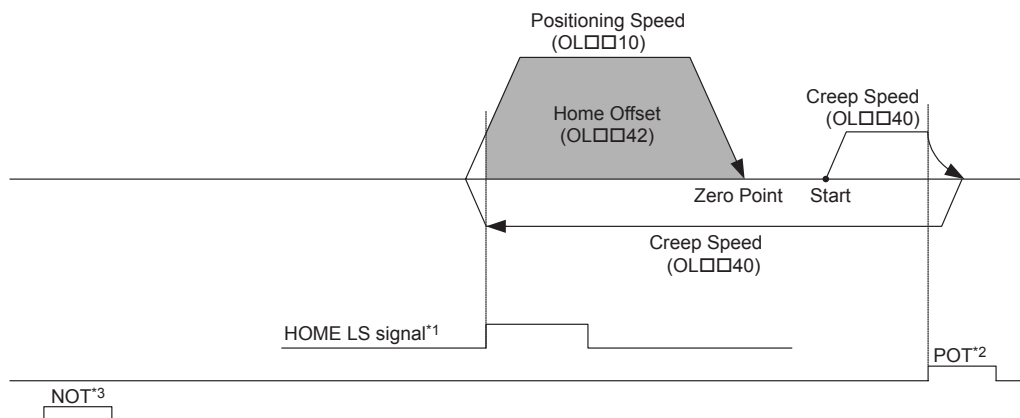 Positioning Speed
(OL□□10)
Creep Speed
(OL□□40)
Home Offset
(OL□□42)
Zero Point
Start
Creep Speed
(OL□□40)
HOME LS signal*1
POT*2
NOT*3